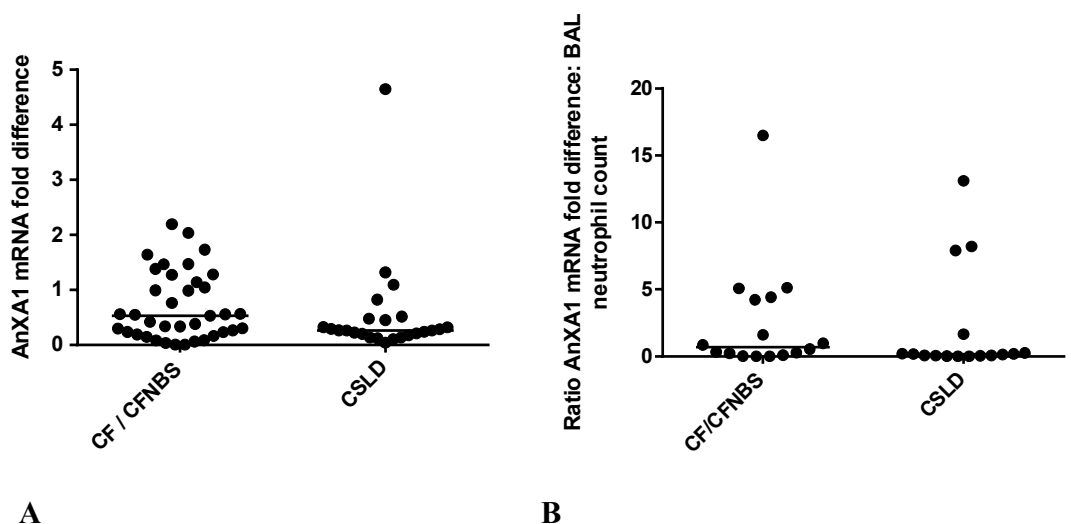 AnXA1 mRNA fold difference
5
4
3
2
1
0
CF / CFNBS
CSLD
A
Ratio AnXA1 mRNA fold difference: BAL
neutrophil count
20
15
10
5
0
CF/CFNBS
CSLD
B